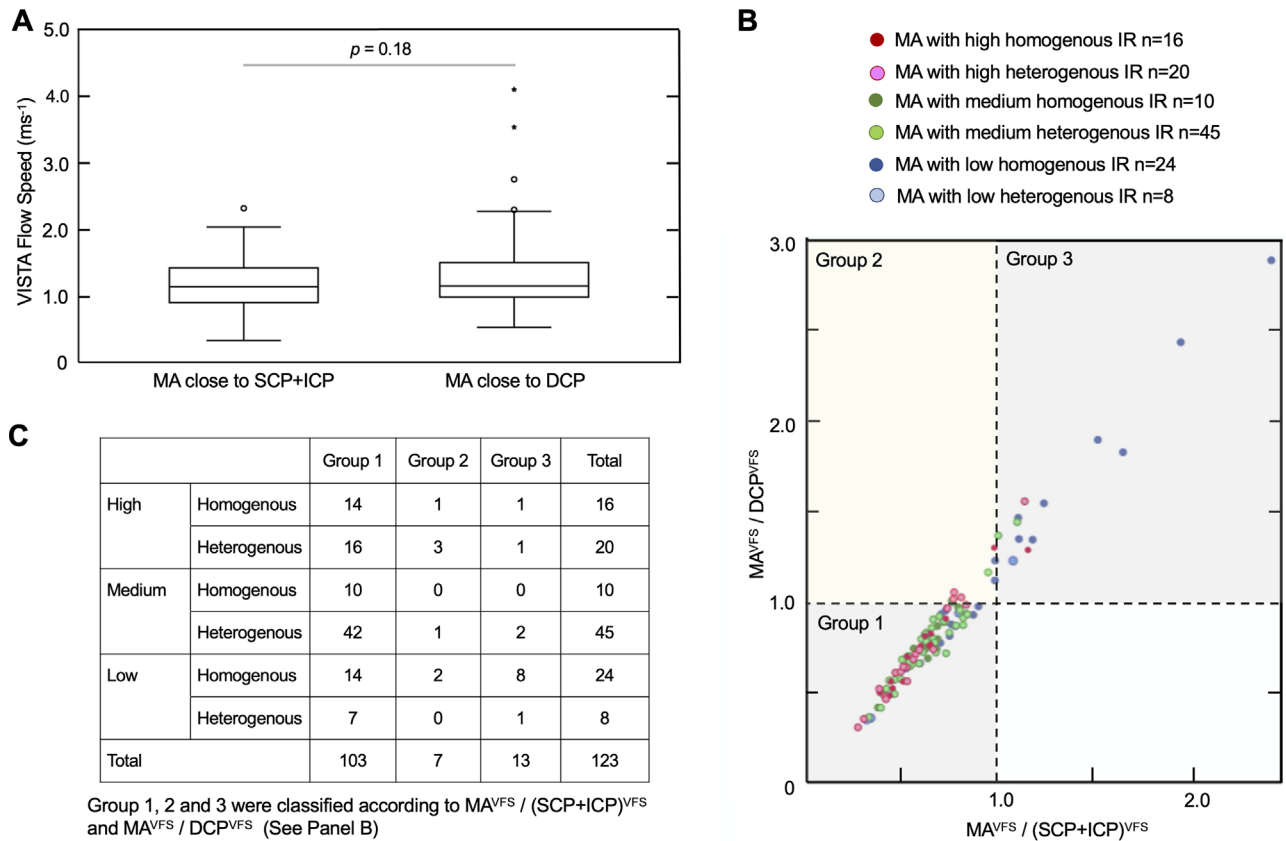 A
5.0
4.0
3.0
2.0
1.0
0
VISTA Flow Speed (ms⁻¹)
p = 0.18
MA close to SCP+ICP
MA close to DCP
B
MA with high homogenous IR n=16
MA with high heterogenous IR n=20
MA with medium homogenous IR n=10
MA with medium heterogenous IR n=45
MA with low homogenous IR n=24
MA with low heterogenous IR n=8
3.0
2.0
1.0
0
MAⱽᶠˢ / DCPⱽᶠˢ
Group 2
Group 3
Group 1
1.0
2.0
MAⱽᶠˢ / (SCP+ICP)ⱽᶠˢ
C
Group 1 Group 2 Group 3 Total
High Homogenous 14 1 1 16
Heterogenous 16 3 1 20
Medium Homogenous 10 0 0 10
Heterogenous 42 1 2 45
Low Homogenous 14 2 8 24
Heterogenous 7 0 1 8
Total 103 7 13 123
Group 1, 2 and 3 were classified according to MAⱽᶠˢ / (SCP+ICP)ⱽᶠˢ
and MAⱽᶠˢ / DCPⱽᶠˢ (See Panel B)